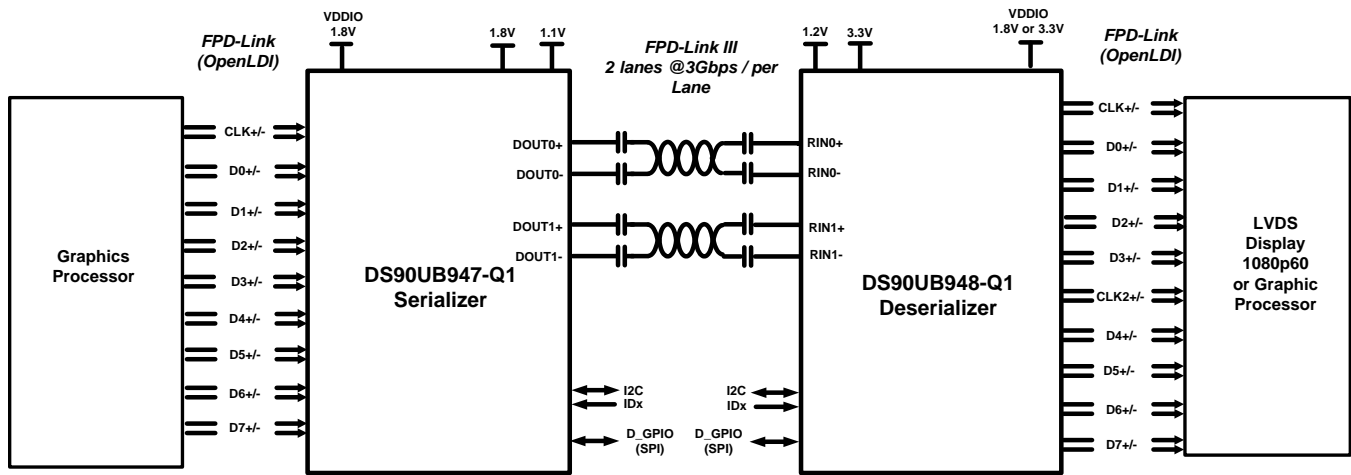 FPD-Link
(OpenLDI)
VDDIO
1.8V
1.8V
1.1V
FPD-Link III
2 lanes @3Gbps / per
Lane
1.2V
3.3V
VDDIO
1.8V or 3.3V
FPD-Link
(OpenLDI)
Graphics
Processor
CLK+/-
D0+/-
D1+/-
D2+/-
D3+/-
D4+/-
D5+/-
D6+/-
D7+/-
DS90UB947-Q1
Serializer
DOUT0+
DOUT0-
DOUT1+
DOUT1-
I2C
IDx
D_GPIO
(SPI)
RIN0+
RIN0-
RIN1+
RIN1-
I2C
IDx
D_GPIO
(SPI)
DS90UB948-Q1
Deserializer
CLK+/-
D0+/-
D1+/-
D2+/-
D3+/-
CLK2+/-
D4+/-
D5+/-
D6+/-
D7+/-
LVDS
Display
1080p60
or Graphic
Processor